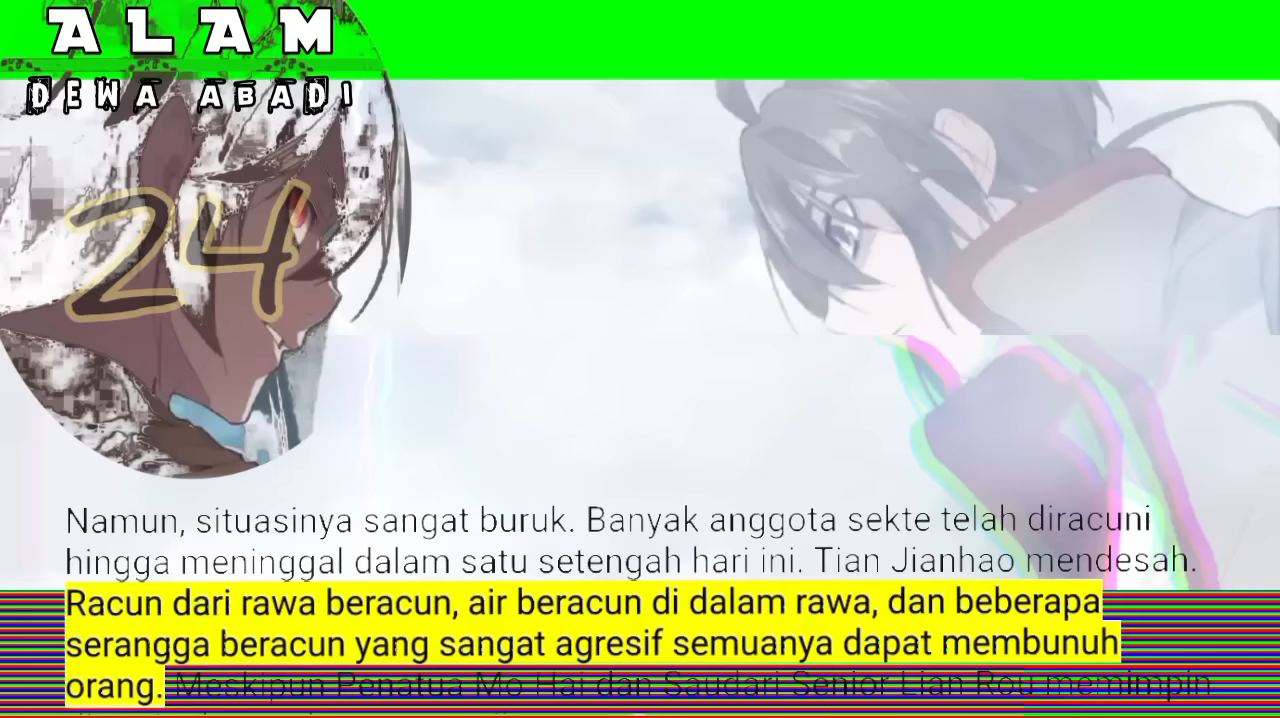 ALAM
DEWA ABADI
24
Namun, situasinya sangat buruk. Banyak anggota sekte telah diracuni
hingga meninggal dalam satu setengah hari ini. Tian Jianhao mendesah.
Racun dari rawa beracun, air beracun di dalam rawa, dan beberapa
serangga beracun yang sangat agresif semuanya dapat membunuh
orang. Meskipun Penatua Mo Hai dan Saudari Senior Lian Rou memimpin